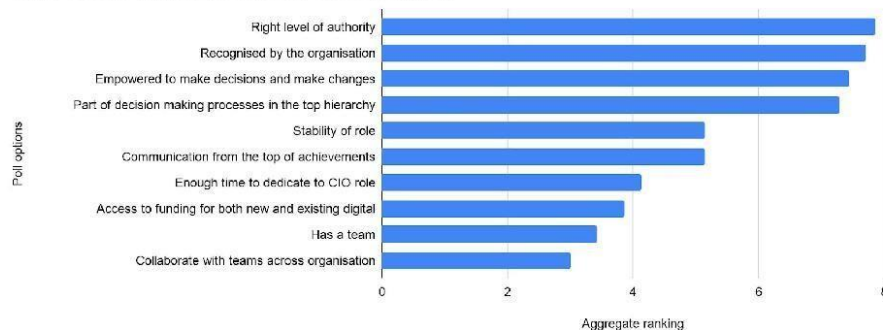 Right level of authority
Recognised by the organisation
Empowered to make decisions and make changes
Part of decision making processes in the top hierarchy
Stability of role
Communication from the top of achievements
Enough time to dedicate to CIO role
Access to funding for both new and existing digital
Has a team
Collaborate with teams across organisation
Poll options
0 2 4 6 8
Aggregate ranking